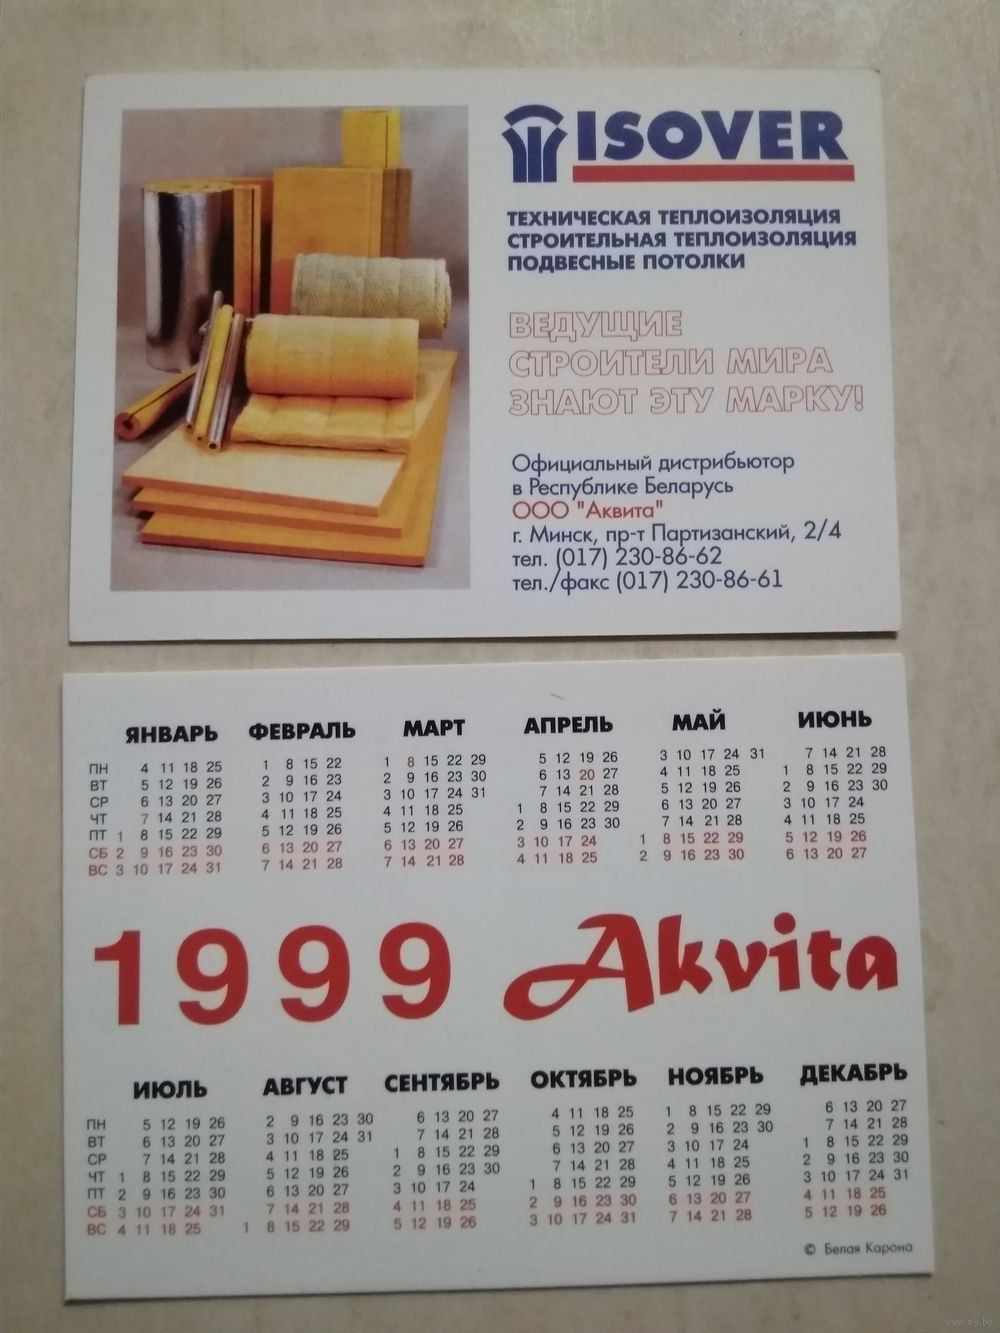 ISOVER
ТЕХНИЧЕСКАЯ ТЕПЛОИЗОЛЯЦИЯ
СТРОИТЕЛЬНАЯ ТЕПЛОИЗОЛЯЦИЯ
ПОДВЕСНЫЕ ПОТОЛКИ
ВЕДУЩИЕ
СТРОИТЕЛИ МИРА
ЗНАЮТ ЭТУ МАРКУ!
Официальный дистрибьютор
в Республике Беларусь
ООО "Аквита"
г. Минск, пр-т Партизанский, 2/4
тел. (017) 230-86-62
тел./факс (017) 230-86-61
ЯНВАРЬ ФЕВРАЛЬ МАРТ АПРЕЛЬ МАЙ ИЮНЬ
ПН 4 11 18 25 1 8 15 22 1 8 15 22 29 5 12 19 26 3 10 17 24 31 7 14 21 28
ВТ 5 12 19 26 2 9 16 23 2 9 16 23 30 6 13 20 27 4 11 18 25 1 8 15 22 29
СР 6 13 20 27 3 10 17 24 3 10 17 24 31 7 14 21 28 5 12 19 26 2 9 16 23 30
ЧТ 7 14 21 28 4 11 18 25 4 11 18 25 1 8 15 22 29 6 13 20 27 3 10 17 24
ПТ 1 8 15 22 29 5 12 19 26 5 12 19 26 2 9 16 23 30 7 14 21 28 4 11 18 25
СБ 2 9 16 23 30 6 13 20 27 6 13 20 27 3 10 17 24 1 8 15 22 29 5 12 19 26
ВС 3 10 17 24 31 7 14 21 28 7 14 21 28 4 11 18 25 2 9 16 23 30 6 13 20 27
1999 Akvita
ИЮЛЬ АВГУСТ СЕНТЯБРЬ ОКТЯБРЬ НОЯБРЬ ДЕКАБРЬ
ПН 5 12 19 26 2 9 16 23 30 6 13 20 27 4 11 18 25 1 8 15 22 29 6 13 20 27
ВТ 6 13 20 27 3 10 17 24 31 7 14 21 28 5 12 19 26 2 9 16 23 30 7 14 21 28
СР 7 14 21 28 4 11 18 25 1 8 15 22 29 6 13 20 27 3 10 17 24 1 8 15 22 29
ЧТ 1 8 15 22 29 5 12 19 26 2 9 16 23 30 7 14 21 28 4 11 18 25 2 9 16 23 30
ПТ 2 9 16 23 30 6 13 20 27 3 10 17 24 1 8 15 22 29 5 12 19 26 3 10 17 24 31
СБ 3 10 17 24 31 7 14 21 28 4 11 18 25 2 9 16 23 30 6 13 20 27 4 11 18 25
ВС 4 11 18 25 1 8 15 22 29 5 12 19 26 3 10 17 24 31 7 14 21 28 5 12 19 26
© Белая Карона
www.ay.by